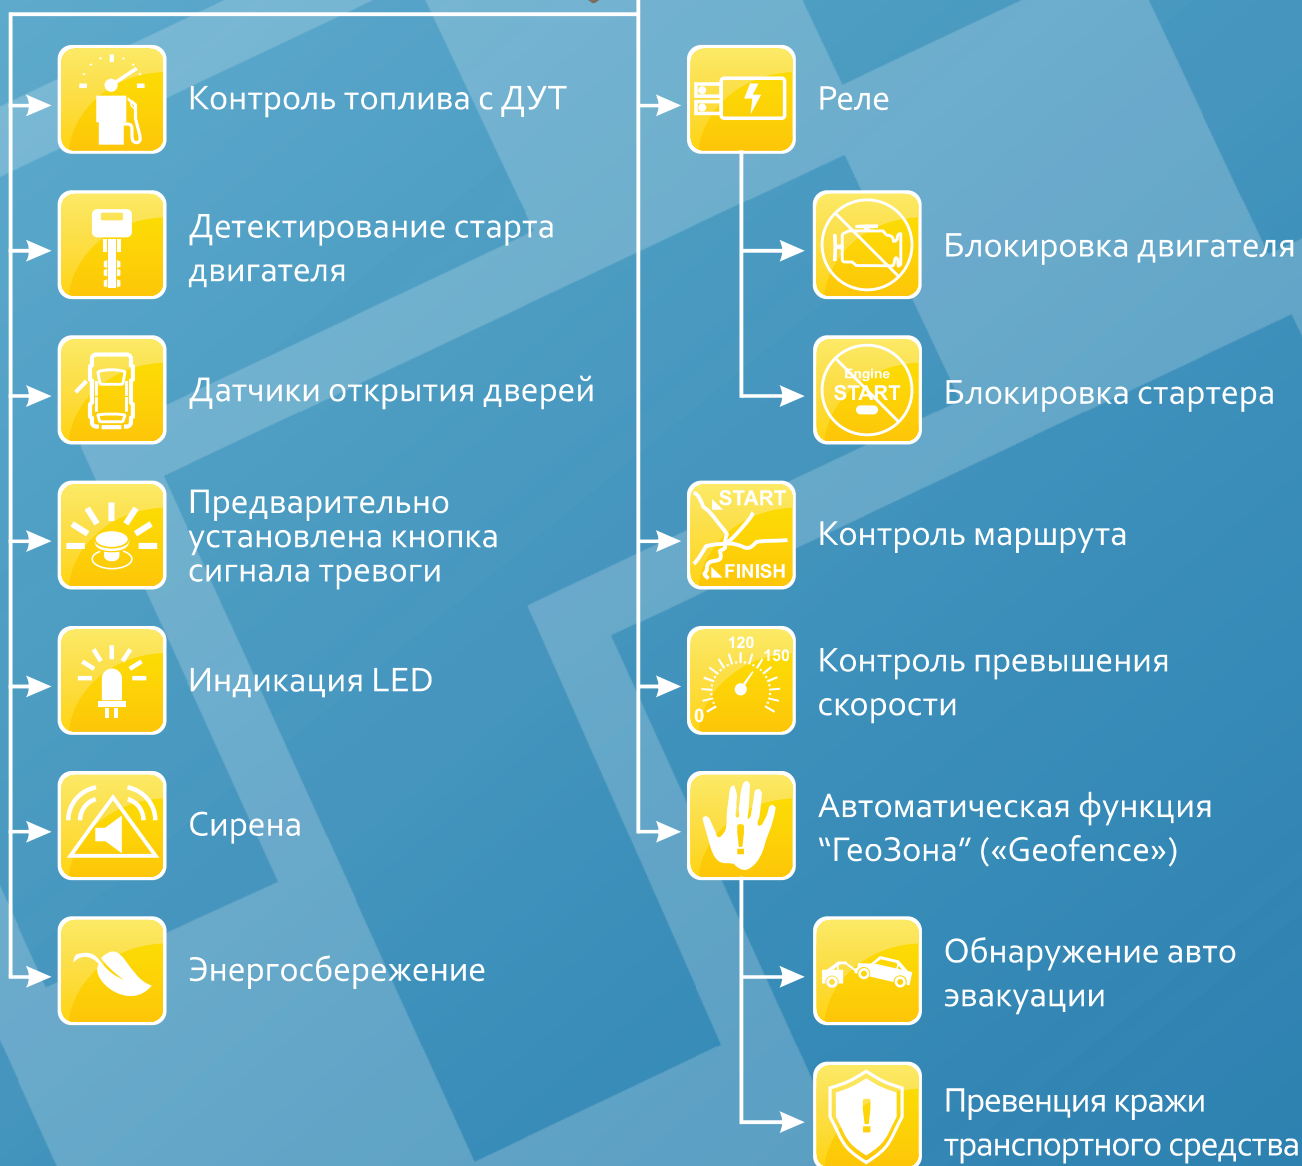 Контроль топлива с ДУТ
Детектирование старта
двигателя
Датчики открытия дверей
Предварительно
установлена кнопка
сигнала тревоги
Индикация LED
Сирена
Энергосбережение
Реле
Блокировка двигателя
Engine
START
Блокировка стартера
START
FINISH
Контроль маршрута
120
150
0
Контроль превышения
скорости
Автоматическая функция
“ГеоЗона” («Geofence»)
Обнаружение авто
эвакуации
Превенция кражи
транспортного средства